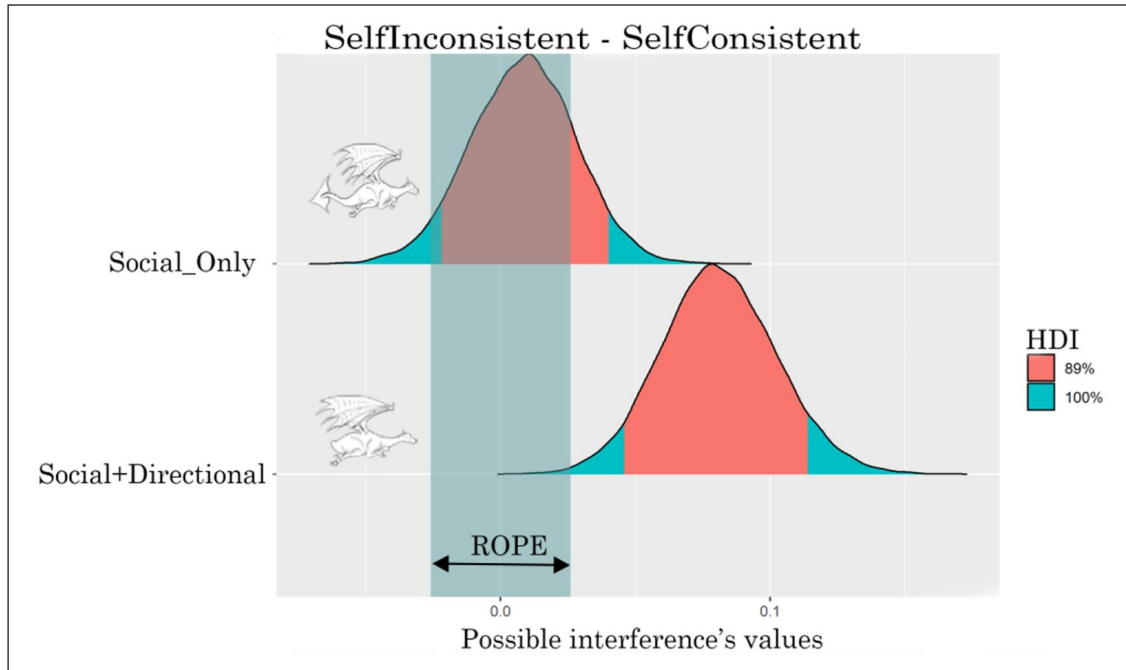 SelfInconsistent - SelfConsistent
Social_Only
HDI
89%
100%
Social+Directional
ROPE
0.0
0.1
Possible interference's values